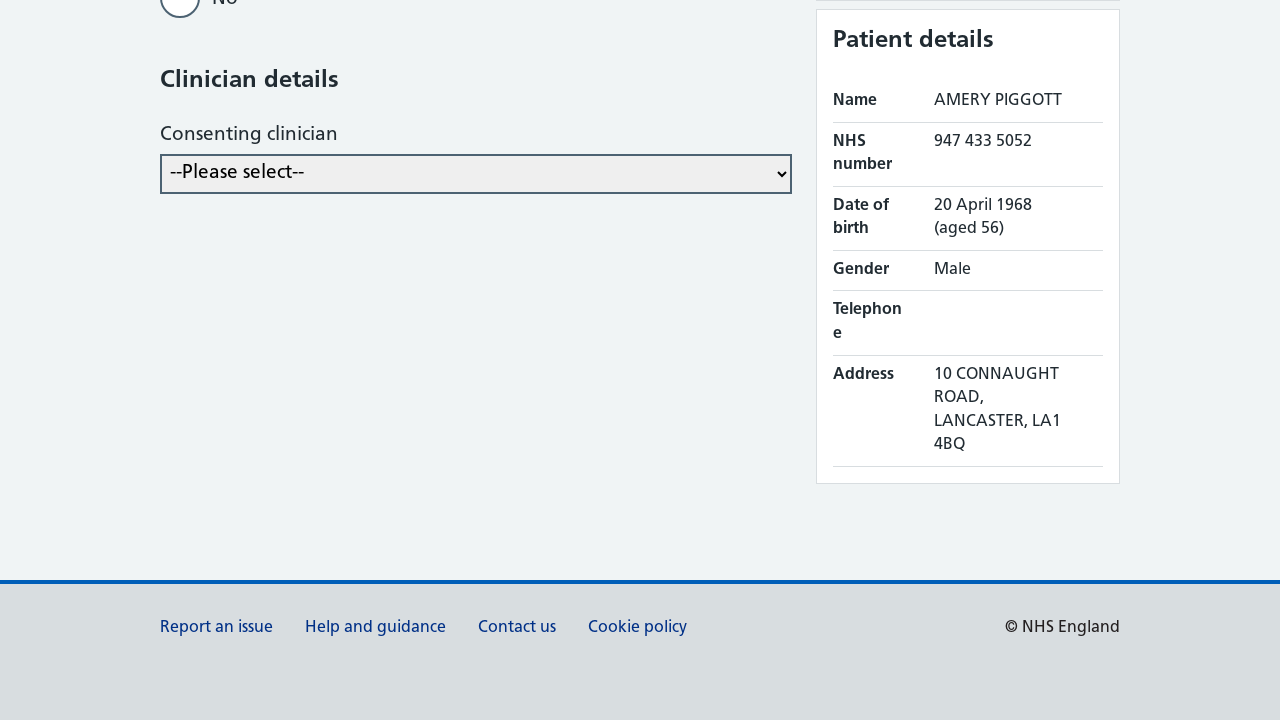 No
Clinician details
Consenting clinician
--Please select--
Patient details
Name AMERY PIGGOTT
NHS number 947 433 5052
Date of birth 20 April 1968 (aged 56)
Gender Male
Telephon
e
Address 10 CONNAUGHT
ROAD,
LANCASTER, LA1
4BQ
Report an issue Help and guidance Contact us Cookie policy © NHS England